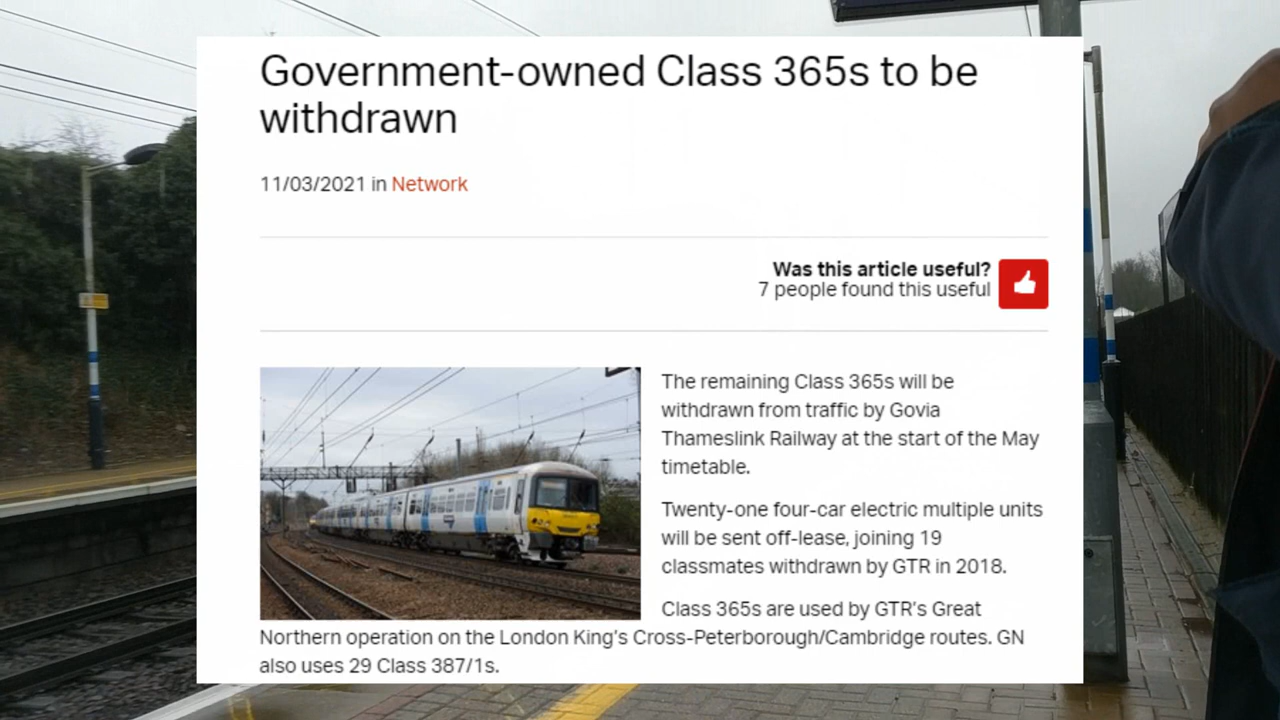 Government-owned Class 365s to be
withdrawn
11/03/2021 in Network
Was this article useful?
7 people found this useful
The remaining Class 365s will be
withdrawn from traffic by Govia
Thameslink Railway at the start of the May
timetable.
Twenty-one four-car electric multiple units
will be sent off-lease, joining 19
classmates withdrawn by GTR in 2018.
Class 365s are used by GTR's Great
Northern operation on the London King's Cross-Peterborough/Cambridge routes. GN
also uses 29 Class 387/1s.